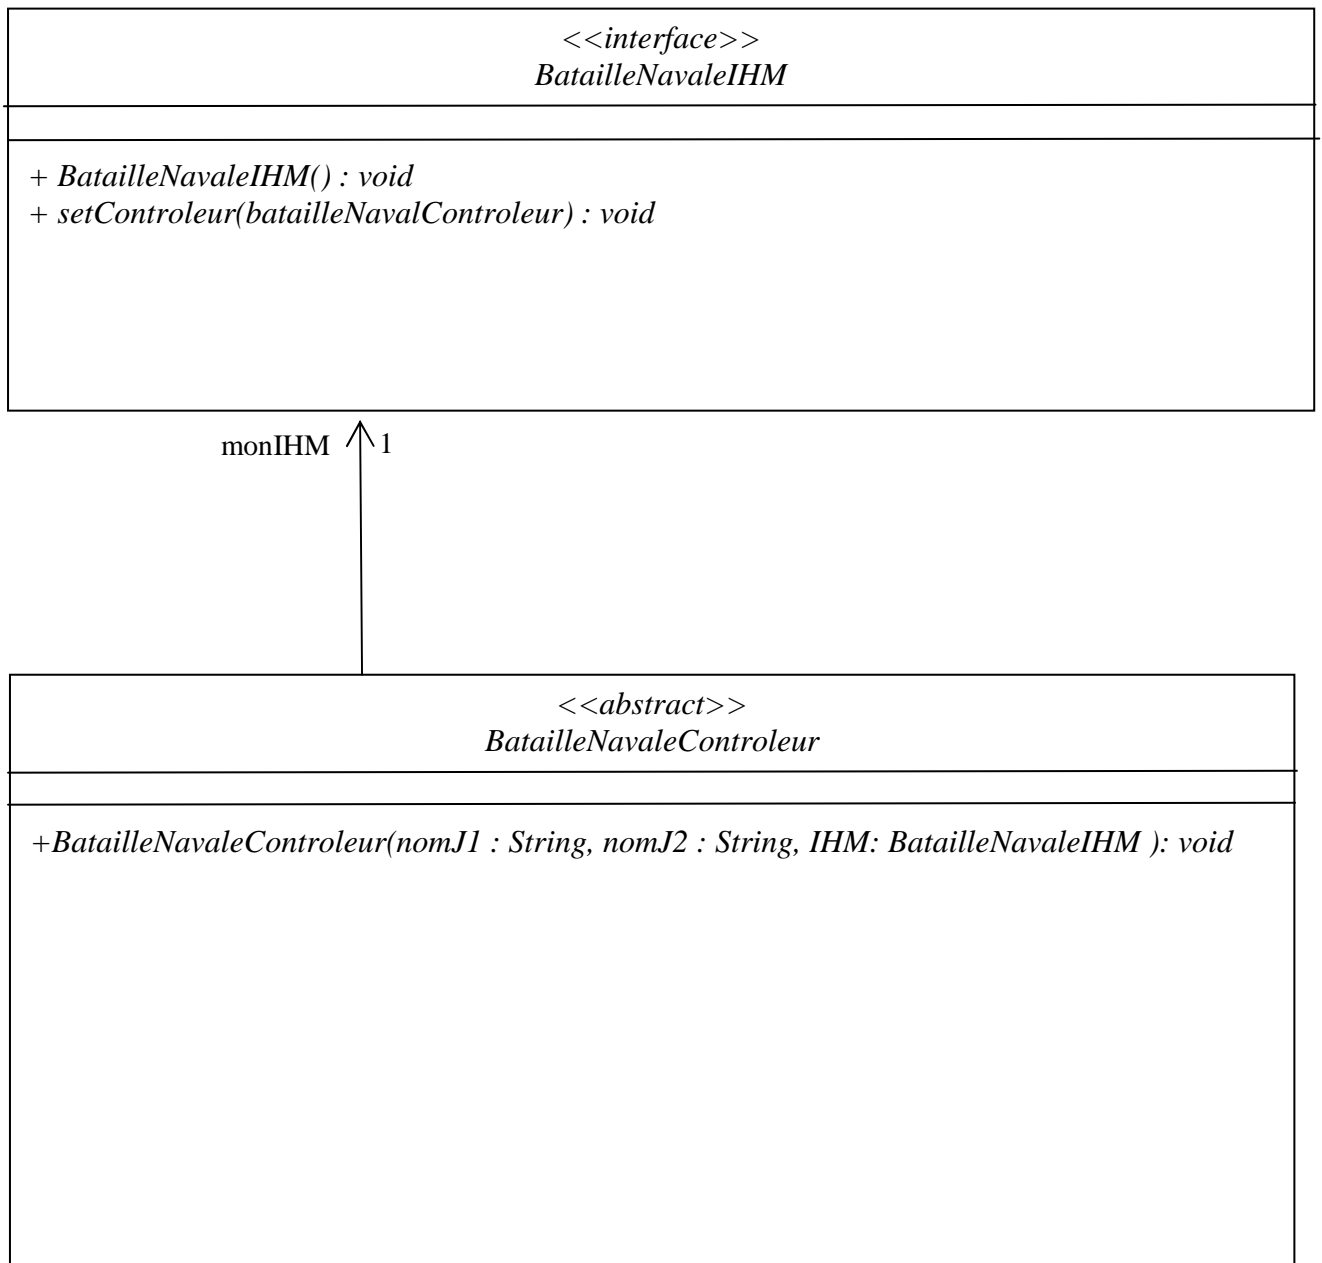 <<interface>>
BatailleNavaleIHM
+ BatailleNavaleIHM() : void
+ setControleur(batailleNavalControleur) : void
monIHM 1
<<abstract>>
BatailleNavaleControleur
+BatailleNavaleControleur(nomJ1 : String, nomJ2 : String, IHM: BatailleNavaleIHM ): void